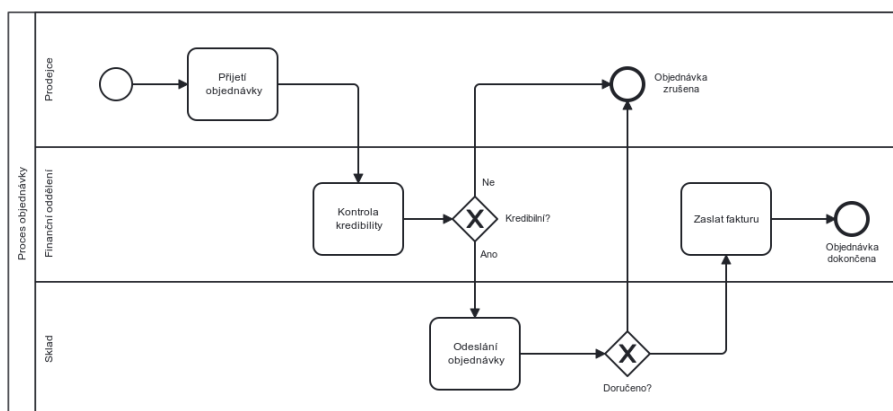 Proces objednávky
Prodejce
Přijetí
objednávky
Objednávka
zrušena
Finanční oddělení
Kontrola
kredibility
Ne
Kredibilní?
Ano
Zaslat fakturu
Objednávka
dokončena
Sklad
Odeslání
objednávky
Doručeno?